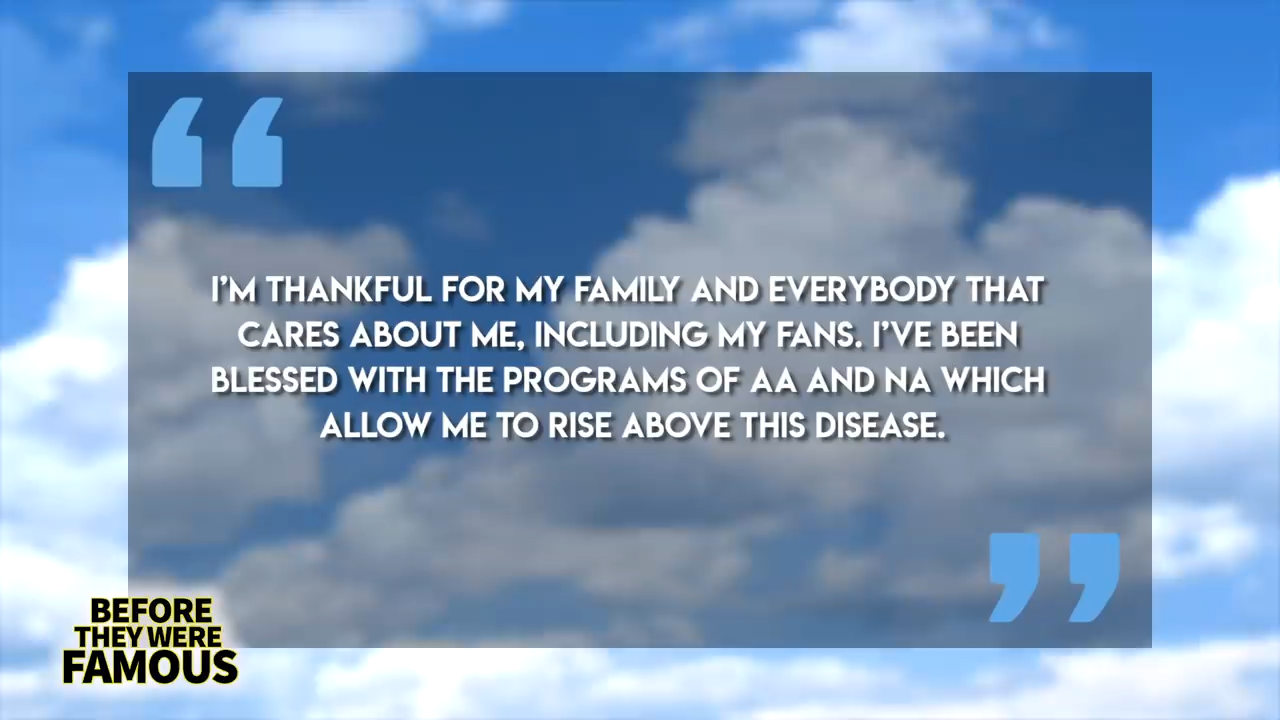 I'M THANKFUL FOR MY FAMILY AND EVERYBODY THAT
CARES ABOUT ME, INCLUDING MY FANS. I'VE BEEN
BLESSED WITH THE PROGRAMS OF AA AND NA WHICH
ALLOW ME TO RISE ABOVE THIS DISEASE.
BEFORE
THEY WERE
FAMOUS